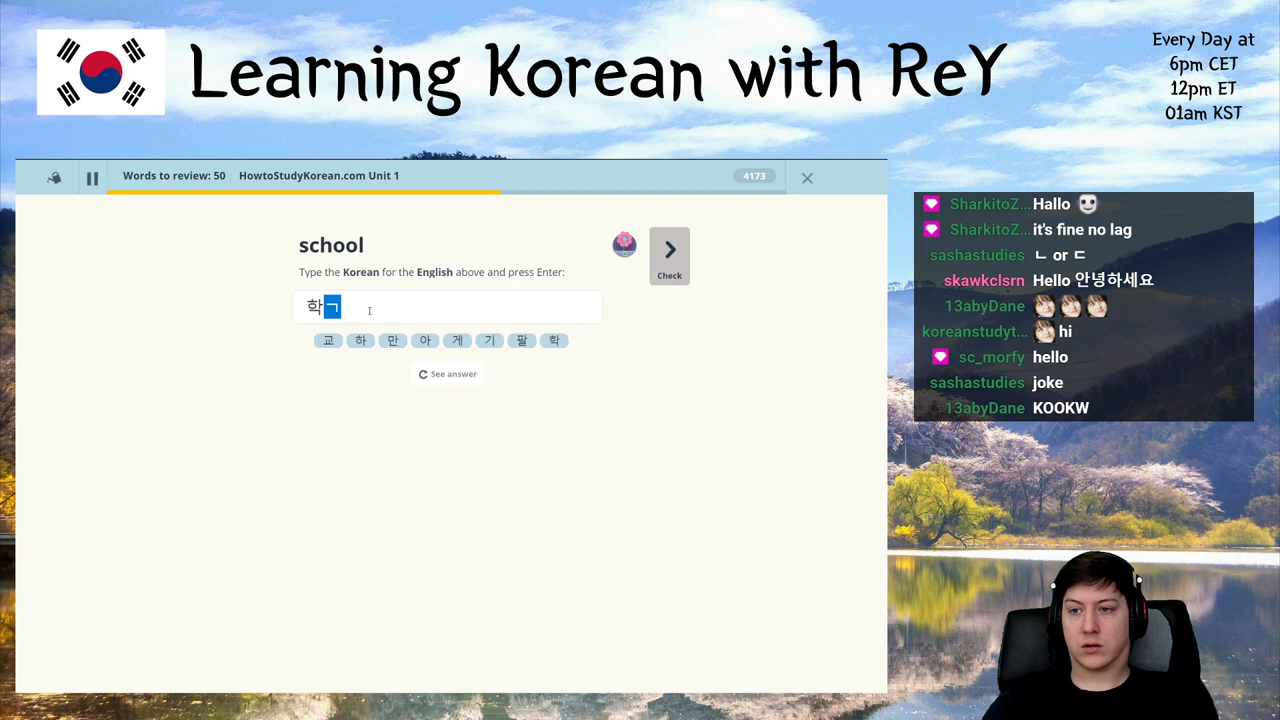 Learning Korean with ReY
Every Day at
6pm CET
12pm ET
01am KST
Words to review: 50 HowtoStudyKorean.com Unit 1
4173
school
Type the Korean for the English above and press Enter:
Check
학ㄱ
교 하 만 아 게 기 팔 학
See answer
SharkitoZ... Hallo
SharkitoZ... it's fine no lag
sashastudies ㄴ or ㄷ
skawkclsrn Hello 안녕하세요
13abyDane
koreanstudyt... hi
sc_morfy hello
sashastudies joke
13abyDane KOOKW